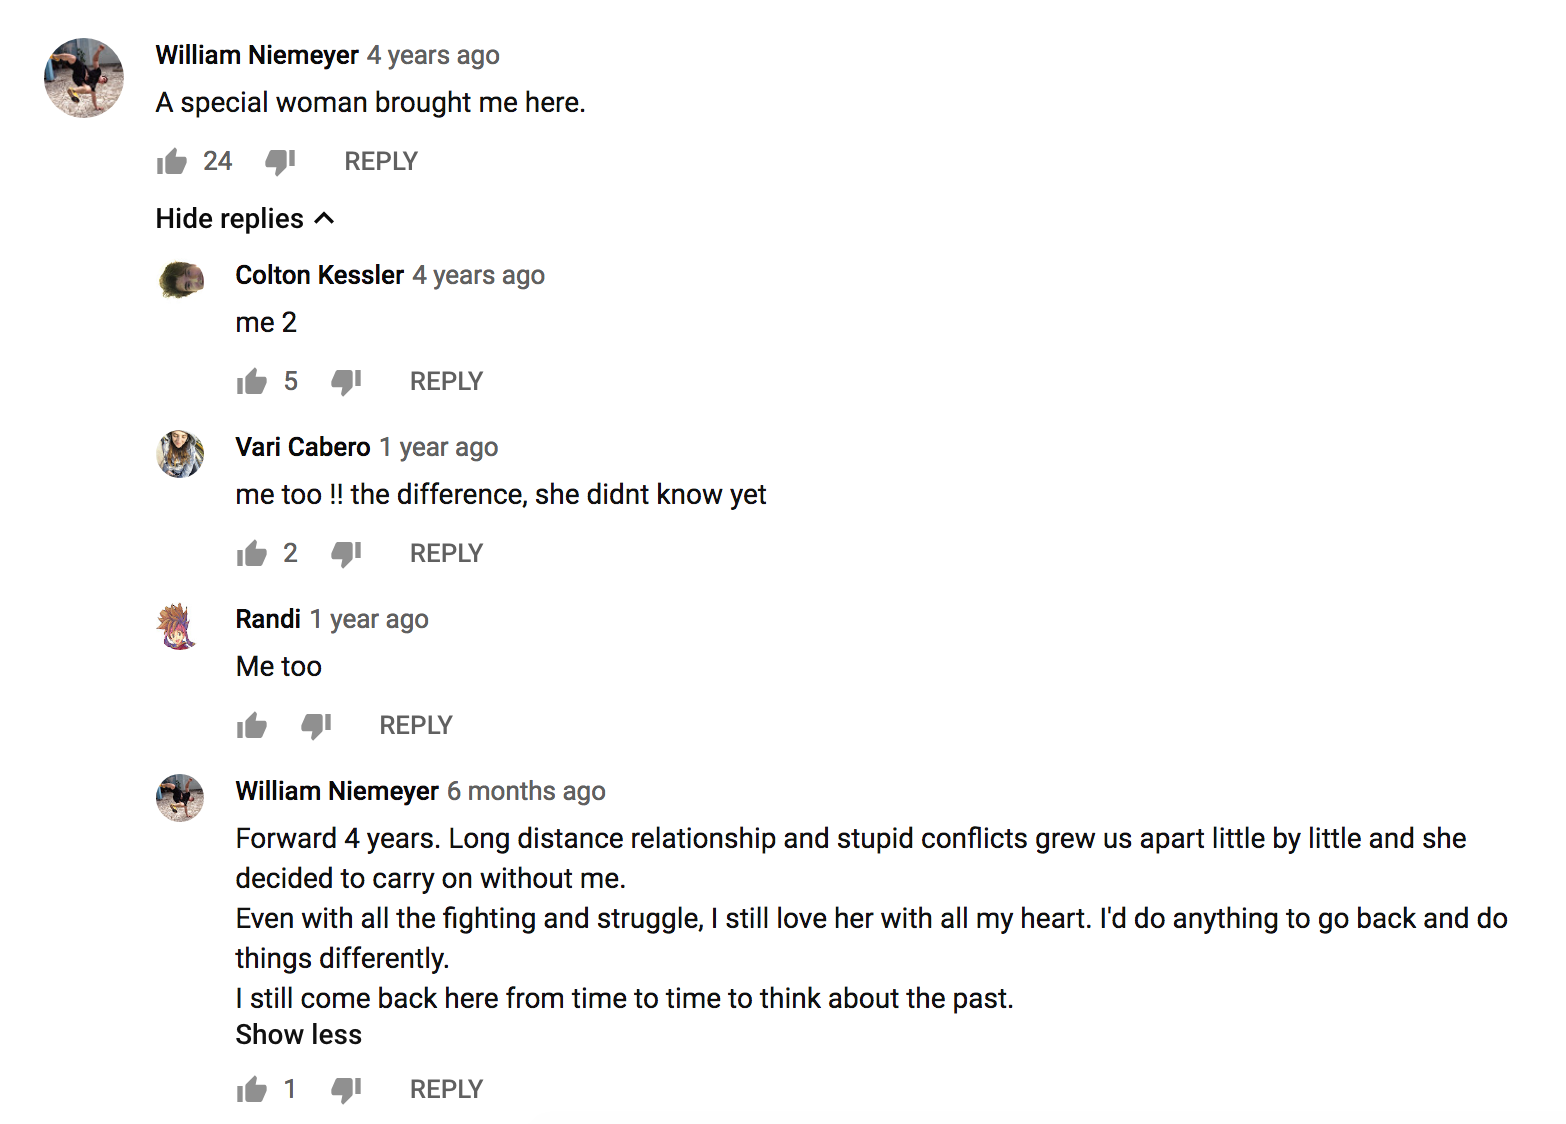 William Niemeyer 4 years ago
A special woman brought me here.
24 REPLY
Hide replies
Colton Kessler 4 years ago
me 2
5 REPLY
Vari Cabero 1 year ago
me too !! the difference, she didnt know yet
2 REPLY
Randi 1 year ago
Me too
REPLY
William Niemeyer 6 months ago
Forward 4 years. Long distance relationship and stupid conflicts grew us apart little by little and she
decided to carry on without me.
Even with all the fighting and struggle, I still love her with all my heart. I'd do anything to go back and do
things differently.
I still come back here from time to time to think about the past.
Show less
1 REPLY